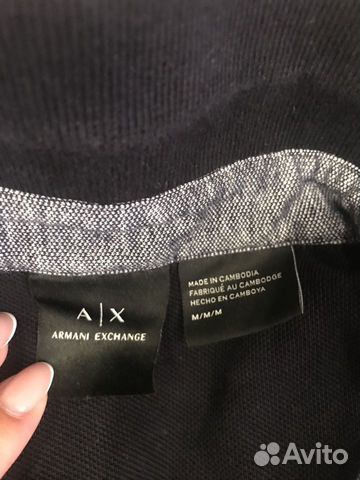 A|X
ARMANI EXCHANGE
MADE IN CAMBODIA
FABRIQUÉ AU CAMBODGE
HECHO EN CAMBOYA
M/M/M
Avito